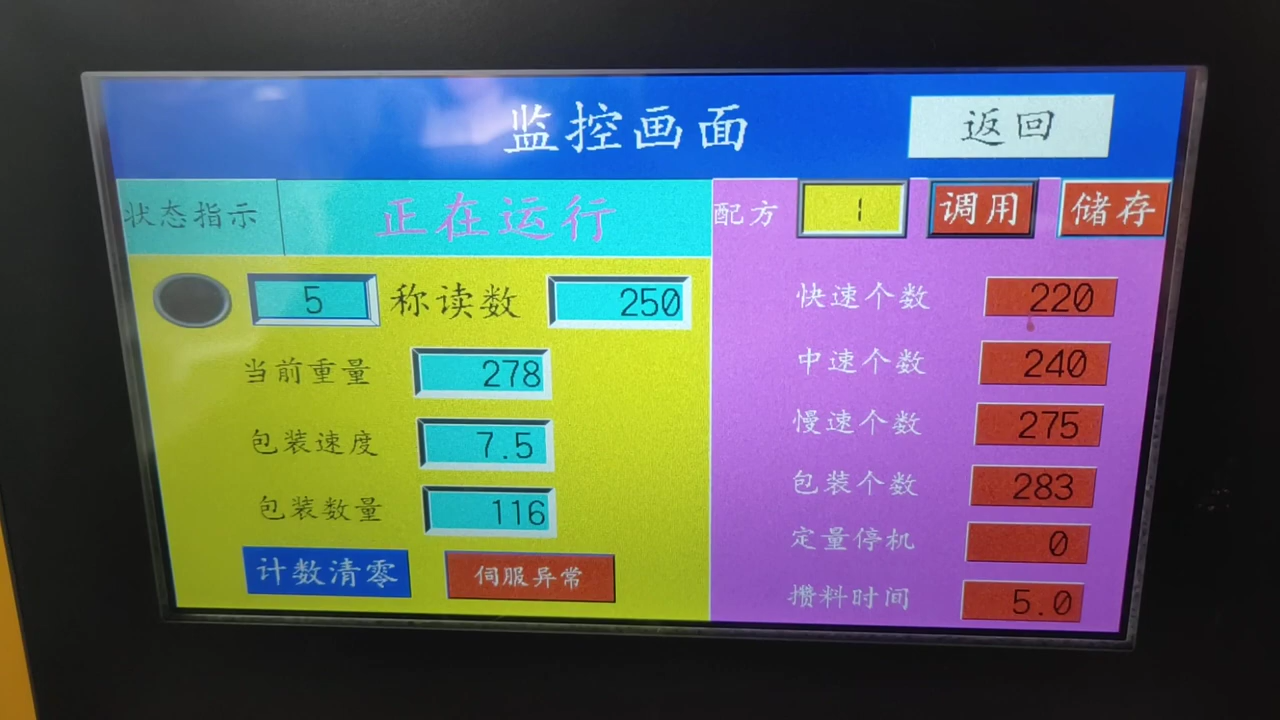 监控画面 返回
状态指示 正在运行 配方 1 调用 储存
5 称读数 250 快速个数 220
当前重量 278 中速个数 240
包装速度 7.5 慢速个数 275
包装数量 116 包装个数 283
计数清零 伺服异常 定量停机 0
攒料时间 5.0